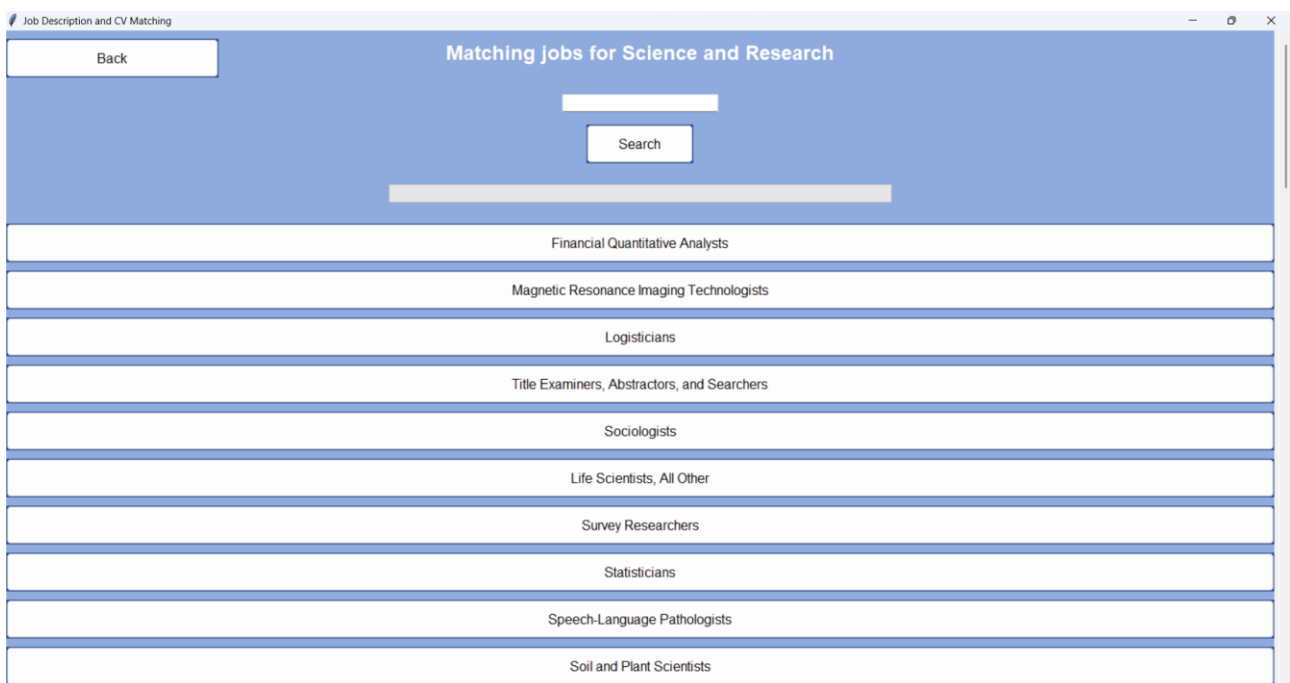 Job Description and CV Matching
Back
Matching jobs for Science and Research
Search
Financial Quantitative Analysts
Magnetic Resonance Imaging Technologists
Logisticians
Title Examiners, Abstractors, and Searchers
Sociologists
Life Scientists, All Other
Survey Researchers
Statisticians
Speech-Language Pathologists
Soil and Plant Scientists